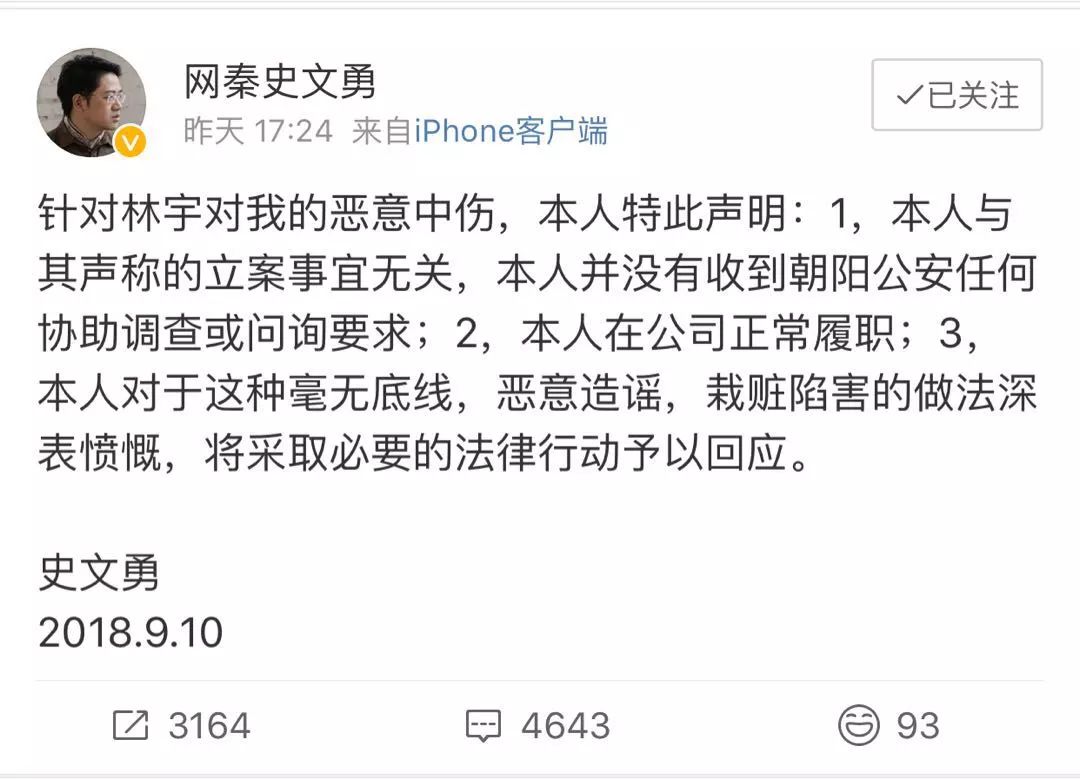 网秦史文勇
昨天 17:24 来自iPhone客户端
✓已关注
针对林宇对我的恶意中伤，本人特此声明：1，本人与
其声称的立案事宜无关，本人并没有收到朝阳公安任何
协助调查或问询要求；2，本人在公司正常履职；3，
本人对于这种毫无底线，恶意造谣，栽赃陷害的做法深
表愤慨，将采取必要的法律行动予以回应。
史文勇
2018.9.10
3164 4643 93